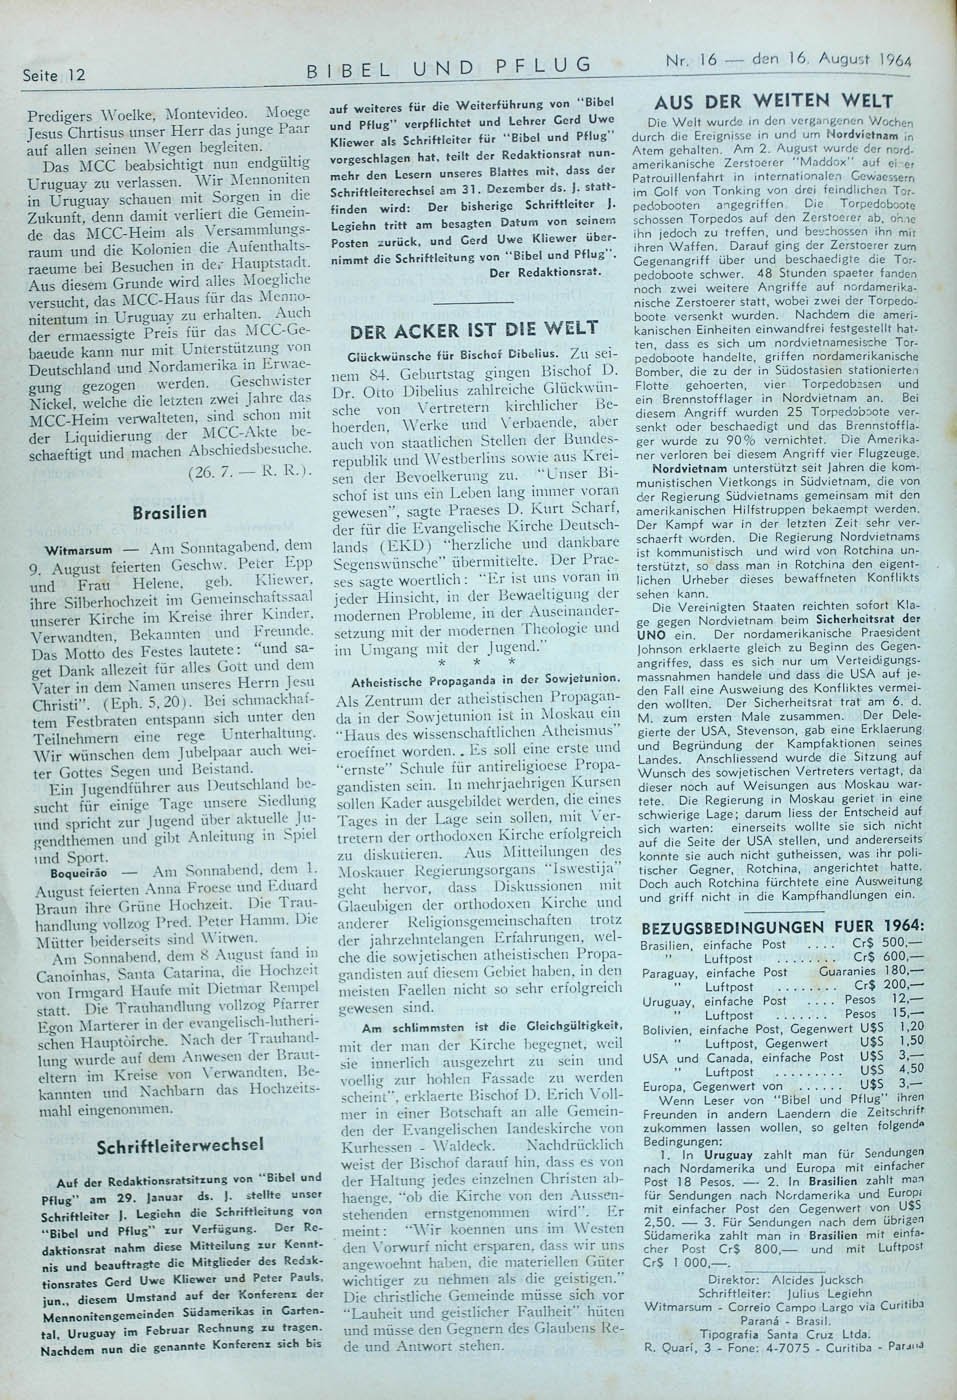 Seite 12
BIBEL UND PFLUG
Nr. 16 — den 16. August 1964
Predigers Woelke, Montevideo. Moege
Jesus Chrtisus unser Herr das junge Paar
auf allen seinen Wegen begleiten.
Das MCC beabsichtigt nun endgültig
Uruguay zu verlassen. Wir Mennoniten
in Uruguay schauen mit Sorgen in die
Zukunft, denn damit verliert die Gemein-
de das MCC-Heim als Versammlungs-
raum und die Kolonien die Aufenthalts-
raeume bei Besuchen in der Hauptstadt.
Aus diesem Grunde wird alles Moegliche
versucht, das MCC-Haus für das Menno-
nitentum in Uruguay zu erhalten. Auch
der ermaessigte Preis für das MCC-Ge-
baeude kann nur mit Unterstützung von
Deutschland und Nordamerika in Erwae-
gung gezogen werden. Geschwister
Nickel, welche die letzten zwei Jahre das
MCC-Heim verwalteten, sind schon mit
der Liquidierung der MCC-Akte be-
schaeftigt und machen Abschiedsbesuche.
(26. 7. — R. R.).
Brasilien
Witmarsum — Am Sonntagabend, dem
9. August feierten Geschw. Peter Epp
und Frau Helene, geb. Kliewer,
ihre Silberhochzeit im Gemeinschaftssaal
unserer Kirche im Kreise ihrer Kinder,
Verwandten, Bekannten und Freunde.
Das Motto des Festes lautete: "und sa-
get Dank allezeit für alles Gott und dem
Vater in dem Namen unseres Herrn Jesu
Christi". (Eph. 5, 20). Bei schmackhaf-
tem Festbraten entspann sich unter den
Teilnehmern eine rege Unterhaltung.
Wir wünschen dem Jubelpaar auch wei-
ter Gottes Segen und Beistand.
Ein Jugendführer aus Deutschland be-
sucht für einige Tage unsere Siedlung
und spricht zur Jugend über aktuelle Ju-
gendthemen und gibt Anleitung in Spiel
und Sport.
Boqueirão — Am Sonnabend, dem 1.
August feierten Anna Froese und Eduard
Braun ihre Grüne Hochzeit. Die Trau-
handlung vollzog Pred. Peter Hamm. Die
Mütter beiderseits sind Witwen.
Am Sonnabend, dem 8 August fand in
Canoinhas, Santa Catarina, die Hochzeit
von Irmgard Haufe mit Dietmar Rempel
statt. Die Trauhandlung vollzog Pfarrer
Egon Marterer in der evangelisch-lutheri-
schen Hauptöirche. Nach der Trauhand-
lung wurde auf dem Anwesen der Braut-
eltern im Kreise von Verwandten, Be-
kannten und Nachbarn das Hochzeits-
mahl eingenommen.
Schriftleiterwechsel
Auf der Redaktionsratsitzung von "Bibel und
Pflug" am 29. Januar ds. J. stellte unser
Schriftleiter J. Legiehn die Schriftleitung von
"Bibel und Pflug" zur Verfügung. Der Re-
daktionsrat nahm diese Mitteilung zur Kennt-
nis und beauftragte die Mitglieder des Redak-
tionsrates Gerd Uwe Kliewer und Peter Pauls,
jun., diesem Umstand auf der Konferenz der
Mennonitengemeinden Südamerikas in Garten-
tal, Uruguay im Februar Rechnung zu tragen.
Nachdem nun die genannte Konferenz sich bis
auf weiteres für die Weiterführung von "Bibel
und Pflug" verpflichtet und Lehrer Gerd Uwe
Kliewer als Schriftleiter für "Bibel und Pflug"
vorgeschlagen hat, teilt der Redaktionsrat nun-
mehr den Lesern unseres Blattes mit, dass der
Schriftleiterechsel am 31. Dezember ds. J. statt-
finden wird: Der bisherige Schriftleiter J.
Legiehn tritt am besagten Datum von seinem
Posten zurück, und Gerd Uwe Kliewer über-
nimmt die Schriftleitung von "Bibel und Pflug".
Der Redaktionsrat.
DER ACKER IST DIE WELT
Glückwünsche für Bischof Dibelius. Zu sei-
nem 84. Geburtstag gingen Bischof D.
Dr. Otto Dibelius zahlreiche Glückwün-
sche von Vertretern kirchlicher Be-
hoerden, Werke und Verbaende, aber
auch von staatlichen Stellen der Bundes-
republik und Westberlins sowie aus Krei-
sen der Bevoelkerung zu. "Unser Bi-
schof ist uns ein Leben lang immer voran
gewesen", sagte Praeses D. Kurt Scharf,
der für die Evangelische Kirche Deutsch-
lands (EKD) "herzliche und dankbare
Segenswünsche" übermittelte. Der Prae-
ses sagte woertlich: "Er ist uns voran in
jeder Hinsicht, in der Bewaeltigung der
modernen Probleme, in der Auseinander-
setzung mit der modernen Theologie und
im Umgang mit der Jugend."
* * *
Atheistische Propaganda in der Sowjetunion.
Als Zentrum der atheistischen Propagan-
da in der Sowjetunion ist in Moskau ein
"Haus des wissenschaftlichen Atheismus"
eroeffnet worden. . Es soll eine erste und
"ernste" Schule für antireligioese Propa-
gandisten sein. In mehrjaehrigen Kursen
sollen Kader ausgebildet werden, die eines
Tages in der Lage sein sollen, mit Ver-
tretern der orthodoxen Kirche erfolgreich
zu diskutieren. Aus Mitteilungen des
Moskauer Regierungsorgans "Iswestija"
geht hervor, dass Diskussionen mit
Glaeubigen der orthodoxen Kirche und
anderer Religionsgemeinschaften trotz
der jahrzehntelangen Erfahrungen, wel-
che die sowjetischen atheistischen Propa-
gandisten auf diesem Gebiet haben, in den
meisten Faellen nicht so sehr erfolgreich
gewesen sind.
Am schlimmsten ist die Gleichgültigkeit,
mit der man der Kirche begegnet, weil
sie innerlich ausgezehrt zu sein und
voellig zur hohlen Fassade zu werden
scheint", erklaerte Bischof D. Erich Voll-
mer in einer Botschaft an alle Gemein-
den der Evangelischen Iandeskirche von
Kurhessen - Waldeck. Nachdrücklich
weist der Bischof darauf hin, dass es von
der Haltung jedes einzelnen Christen ab-
haenge, "ob die Kirche von den Aussen-
stehenden ernstgenommen wird". Er
meint: "Wir koennen uns im Westen
den Vorwurf nicht ersparen, dass wir uns
angewoehnt haben, die materiellen Güter
wichtiger zu nehmen als die geistigen."
Die christliche Gemeinde müsse sich vor
"Lauheit und geistlicher Faulheit" hüten
und müsse den Gegnern des Glaubens Re-
de und Antwort stehen.
AUS DER WEITEN WELT
Die Welt wurde in den vergangenen Wochen
durch die Ereignisse in und um Nordvietnam in
Atem gehalten. Am 2. August wurde der nord-
amerikanische Zerstoerer "Maddox" auf einer
Patrouillenfahrt in internationalen Gewaessern
im Golf von Tonking von drei feindlichen Tor-
pedobooten angegriffen. Die Torpedoboote
schossen Torpedos auf den Zerstoerer ab, ohne
ihn jedoch zu treffen, und beschossen ihn mit
ihren Waffen. Darauf ging der Zerstoerer zum
Gegenangriff über und beschaedigte die Tor-
pedoboote schwer. 48 Stunden spaeter fanden
noch zwei weitere Angriffe auf nordamerika-
nische Zerstoerer statt, wobei zwei der Torpedo-
boote versenkt wurden. Nachdem die ameri-
kanischen Einheiten einwandfrei festgestellt hat-
ten, dass es sich um nordvietnamesische Tor-
pedoboote handelte, griffen nordamerikanische
Bomber, die zu der in Südostasien stationierten
Flotte gehoerten, vier Torpedobasen und
ein Brennstofflager in Nordvietnam an. Bei
diesem Angriff wurden 25 Torpedoboote ver-
senkt oder beschaedigt und das Brennstoffla-
ger wurde zu 90% vernichtet. Die Amerika-
ner verloren bei diesem Angriff vier Flugzeuge.
Nordvietnam unterstützt seit Jahren die kom-
munistischen Vietkongs in Südvietnam, die von
der Regierung Südvietnams gemeinsam mit den
amerikanischen Hilfstruppen bekaempt werden.
Der Kampf war in der letzten Zeit sehr ver-
schaerft worden. Die Regierung Nordvietnams
ist kommunistisch und wird von Rotchina un-
terstützt, so dass man in Rotchina den eigent-
lichen Urheber dieses bewaffneten Konflikts
sehen kann.
Die Vereinigten Staaten reichten sofort Kla-
ge gegen Nordvietnam beim Sicherheitsrat der
UNO ein. Der nordamerikanische Praesident
Johnson erklaerte gleich zu Beginn des Gegen-
angriffes, dass es sich nur um Verteidigungs-
massnahmen handele und dass die USA auf je-
den Fall eine Ausweiung des Konfliktes vermei-
den wollten. Der Sicherheitsrat trat am 6. d.
M. zum ersten Male zusammen. Der Dele-
gierte der USA, Stevenson, gab eine Erklaerung
und Begründung der Kampfaktionen seines
Landes. Anschliessend wurde die Sitzung auf
Wunsch des sowjetischen Vertreters vertagt, da
dieser noch auf Weisungen aus Moskau war-
tete. Die Regierung in Moskau geriet in eine
schwierige Lage; darum liess der Entscheid auf
sich warten: einerseits wollte sie sich nicht
auf die Seite der USA stellen, und andererseits
konnte sie auch nicht gutheissen, was ihr poli-
tischer Gegner, Rotchina, angerichtet hatte.
Doch auch Rotchina fürchtete eine Ausweitung
und griff nicht in die Kampfhandlungen ein.
BEZUGSBEDINGUNGEN FUER 1964:
Brasilien, einfache Post .... Cr$ 500,—
" Luftpost ........ Cr$ 600,—
Paraguay, einfache Post Guaranies 180,—
" Luftpost ........ Cr$ 200,—
Uruguay, einfache Post .... Pesos 12,—
" Luftpost ...... Pesos 15,—
Bolivien, einfache Post, Gegenwert U$S 1,20
" Luftpost, Gegenwert U$S 1,50
USA und Canada, einfache Post U$S 3,—
" Luftpost ......... U$S 4,50
Europa, Gegenwert von ...... U$S 3,—
Wenn Leser von "Bibel und Pflug" ihren
Freunden in andern Laendern die Zeitschrift
zukommen lassen wollen, so gelten folgende
Bedingungen:
1. In Uruguay zahlt man für Sendungen
nach Nordamerika und Europa mit einfacher
Post 18 Pesos. — 2. In Brasilien zahlt man
für Sendungen nach Nordamerika und Europa
mit einfacher Post den Gegenwert von U$S
2,50. — 3. Für Sendungen nach dem übrigen
Südamerika zahlt man in Brasilien mit einfa-
cher Post Cr$ 800,— und mit Luftpost
Cr$ 1 000,—.
Direktor: Alcides Jucksch
Schriftleiter: Julius Legiehn
Witmarsum - Correio Campo Largo via Curitiba
Paraná - Brasil.
Tipografia Santa Cruz Ltda.
R. Quarí, 3 - Fone: 4-7075 - Curitiba - Paraná